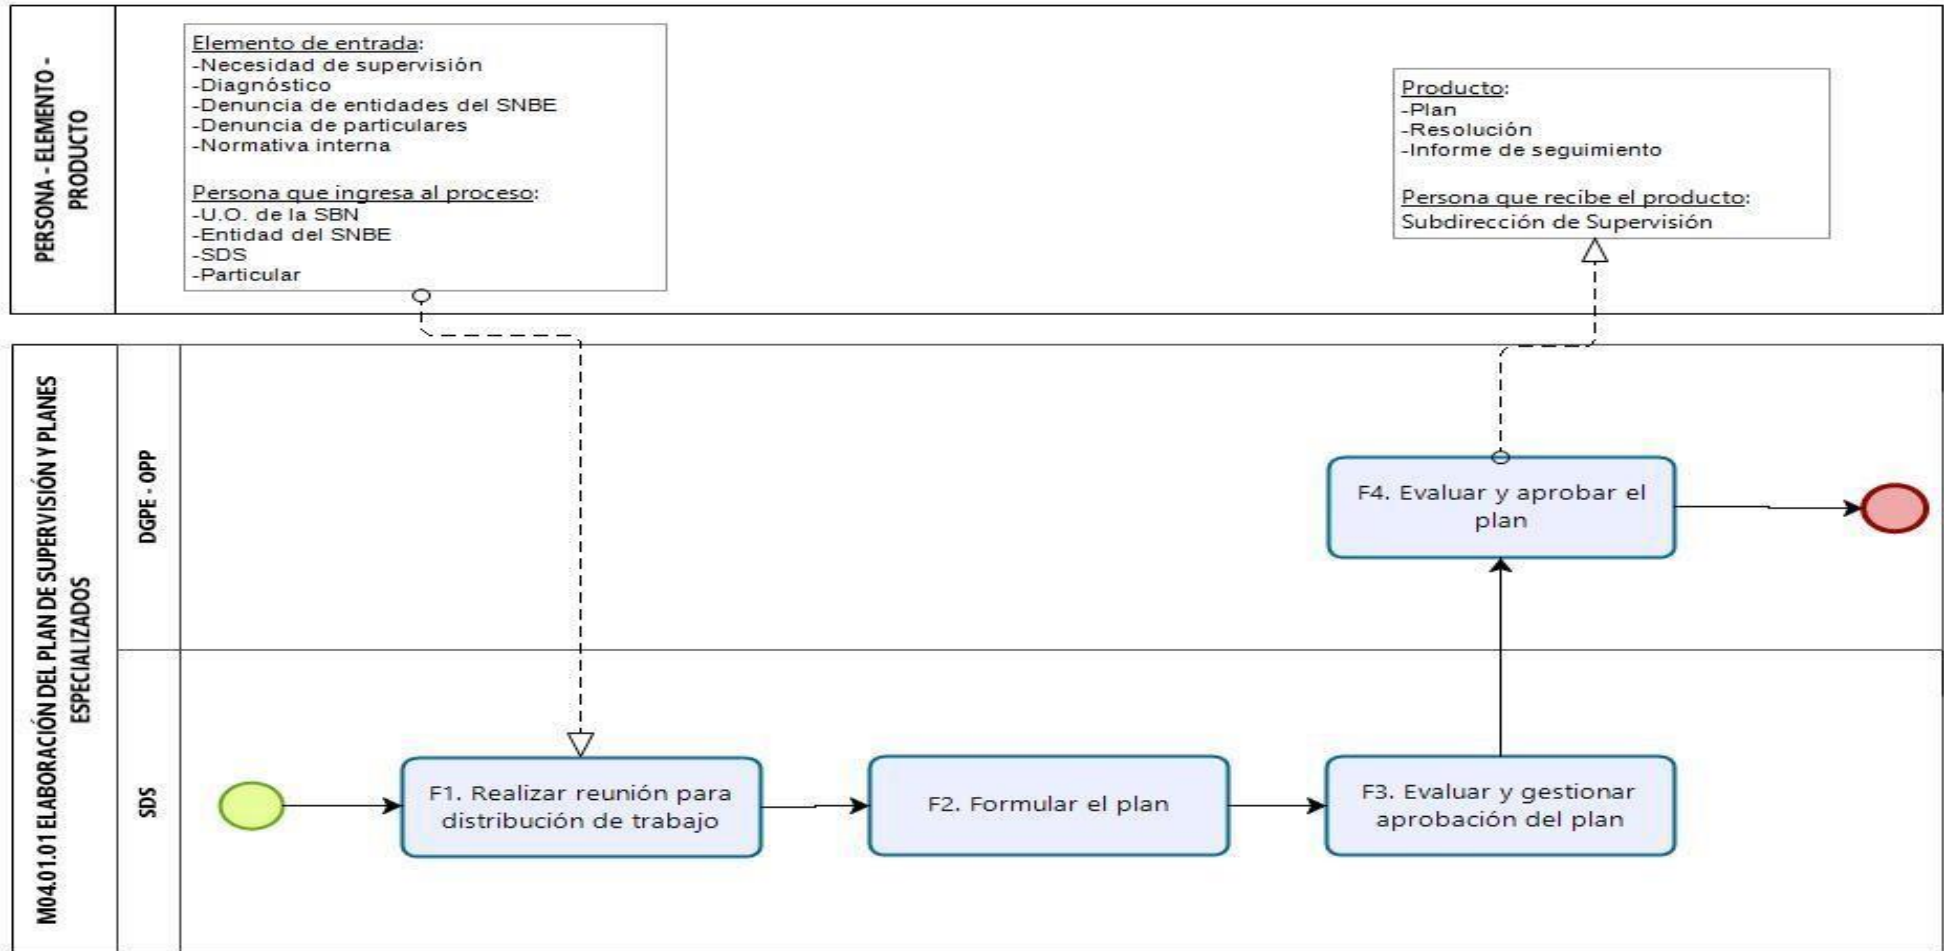 PERSONA - ELEMENTO -
PRODUCTO
Elemento de entrada:
-Necesidad de supervisión
-Diagnóstico
-Denuncia de entidades del SNBE
-Denuncia de particulares
-Normativa interna
Persona que ingresa al proceso:
-U.O. de la SBN
-Entidad del SNBE
-SDS
-Particular
Producto:
-Plan
-Resolución
-Informe de seguimiento
Persona que recibe el producto:
Subdirección de Supervisión
M04.01.01 ELABORACIÓN DEL PLAN DE SUPERVISIÓN Y PLANES
ESPECIALIZADOS
DGPE - OPP
F4. Evaluar y aprobar el
plan
SDS
F1. Realizar reunión para
distribución de trabajo
F2. Formular el plan
F3. Evaluar y gestionar
aprobación del plan